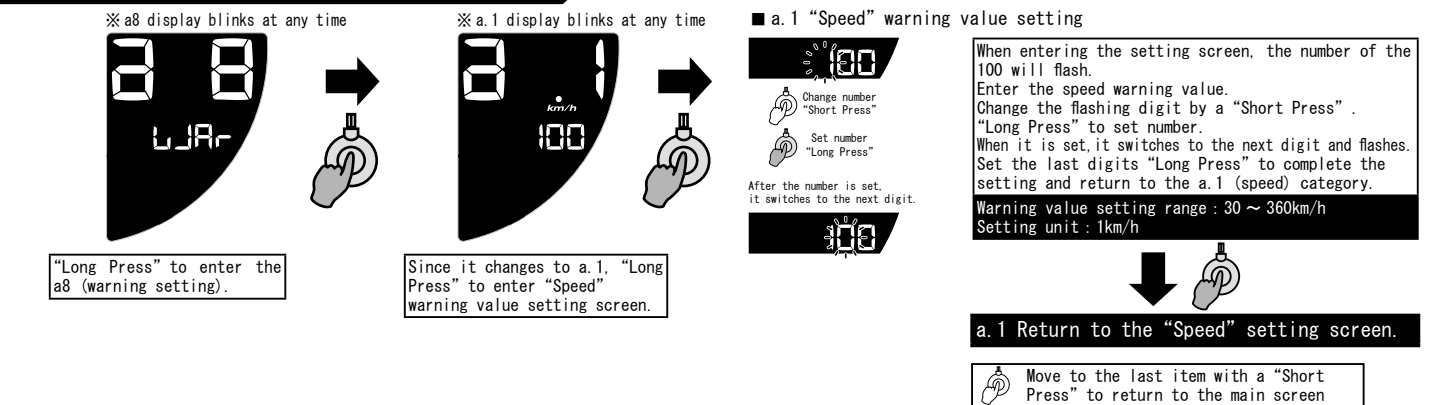 ※ a8 display blinks at any time
a 8
WAr
"Long Press" to enter the
a8 (warning setting).
※ a.1 display blinks at any time
a 1
km/h
100
Since it changes to a.1, "Long
Press" to enter "Speed"
warning value setting screen.
■ a.1 "Speed" warning value setting
100
Change number
"Short Press"
Set number
"Long Press"
After the number is set,
it switches to the next digit.
100
When entering the setting screen, the number of the
100 will flash.
Enter the speed warning value.
Change the flashing digit by a "Short Press".
"Long Press" to set number.
When it is set, it switches to the next digit and flashes.
Set the last digits "Long Press" to complete the
setting and return to the a.1 (speed) category.
Warning value setting range : 30 ～ 360km/h
Setting unit : 1km/h
a.1 Return to the "Speed" setting screen.
Move to the last item with a "Short
Press" to return to the main screen